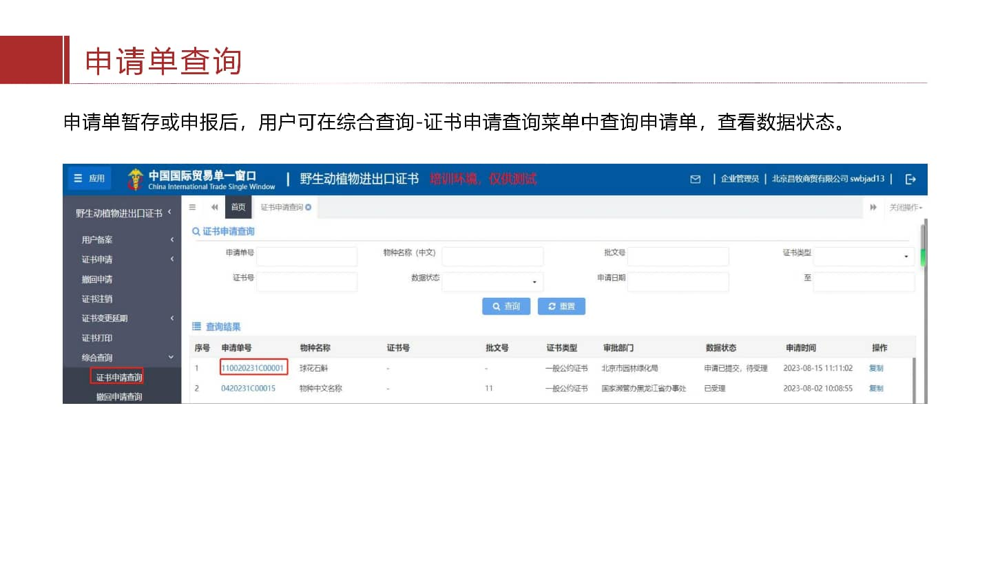 申请单查询
申请单暂存或申报后，用户可在综合查询-证书申请查询菜单中查询申请单，查看数据状态。
应用 中国国际贸易单一窗口 China International Trade Single Window | 野生动植物进出口证书 培训环境，仅供测试 | 企业管理员 | 北京昌牧商贸有限公司 swbjad13 |
野生动植物进出口证书 首页 证书申请查询 关闭操作
证书申请查询
用户备案
证书申请
撤回申请
证书注销
证书变更延期
证书打印
综合查询
证书申请查询
撤回申请查询
申请单号 物种名称（中文） 批文号 证书类型
证书号 数据状态 申请日期 至
查询 重置
查询结果
序号 申请单号 物种名称 证书号 批文号 证书类型 审批部门 数据状态 申请时间 操作
1 110020231C00001 球花石斛 - - 一般公约证书 北京市园林绿化局 申请已提交，待受理 2023-08-15 11:11:02 复制
2 0420231C00015 物种中文名称 - 11 一般公约证书 国家濒管办黑龙江省办事处 已受理 2023-08-02 10:08:55 复制